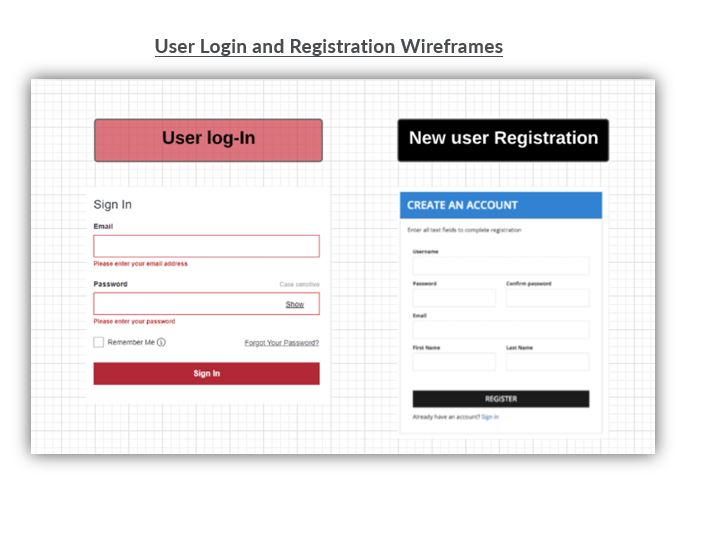 User Login and Registration Wireframes
User log-In
New user Registration
Sign In
Email
Please enter your email address
Password Case sensitive
Show
Please enter your password
Remember Me Forgot Your Password?
Sign In
CREATE AN ACCOUNT
Enter all text fields to complete registration
Username
Password Confirm password
Email
First Name Last Name
REGISTER
Already have an account? Sign in